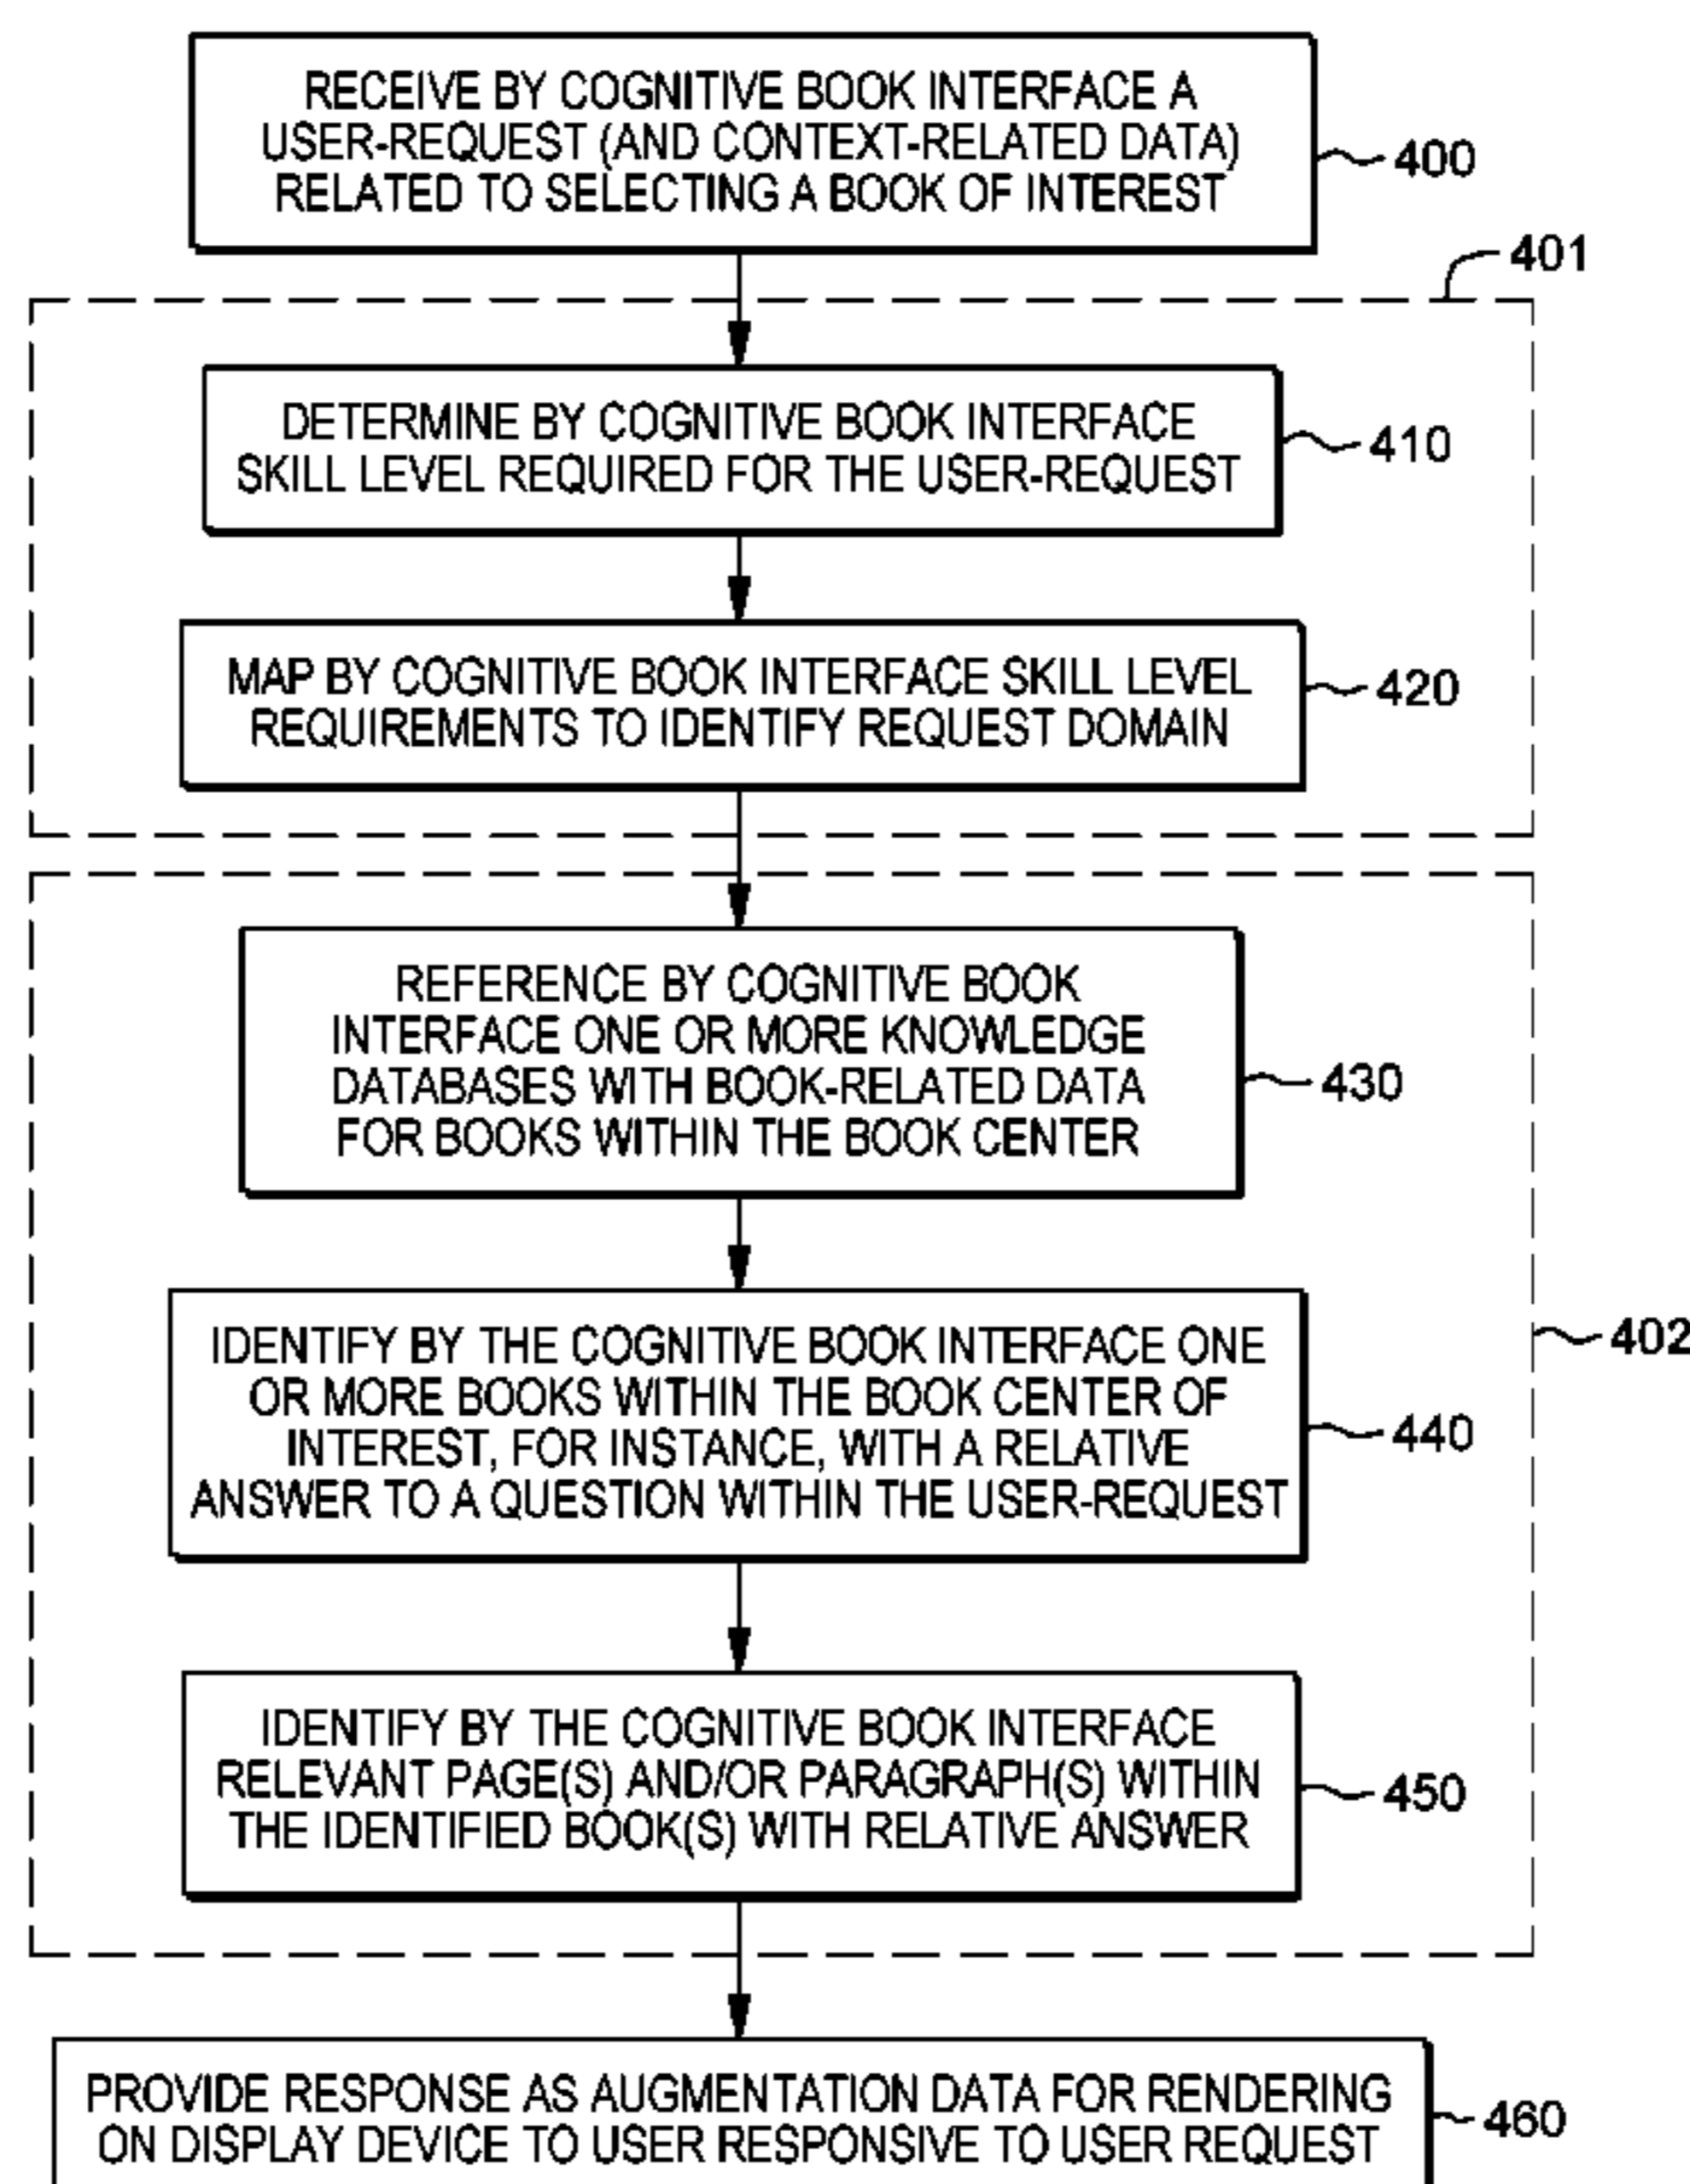 RECEIVE BY COGNITIVE BOOK INTERFACE A
USER-REQUEST (AND CONTEXT-RELATED DATA)
RELATED TO SELECTING A BOOK OF INTEREST
400
401
DETERMINE BY COGNITIVE BOOK INTERFACE
SKILL LEVEL REQUIRED FOR THE USER-REQUEST
410
MAP BY COGNITIVE BOOK INTERFACE SKILL LEVEL
REQUIREMENTS TO IDENTIFY REQUEST DOMAIN
420
REFERENCE BY COGNITIVE BOOK
INTERFACE ONE OR MORE KNOWLEDGE
DATABASES WITH BOOK-RELATED DATA
FOR BOOKS WITHIN THE BOOK CENTER
430
402
IDENTIFY BY THE COGNITIVE BOOK INTERFACE ONE
OR MORE BOOKS WITHIN THE BOOK CENTER OF
INTEREST, FOR INSTANCE, WITH A RELATIVE
ANSWER TO A QUESTION WITHIN THE USER-REQUEST
440
IDENTIFY BY THE COGNITIVE BOOK INTERFACE
RELEVANT PAGE(S) AND/OR PARAGRAPH(S) WITHIN
THE IDENTIFIED BOOK(S) WITH RELATIVE ANSWER
450
PROVIDE RESPONSE AS AUGMENTATION DATA FOR RENDERING
ON DISPLAY DEVICE TO USER RESPONSIVE TO USER REQUEST
460